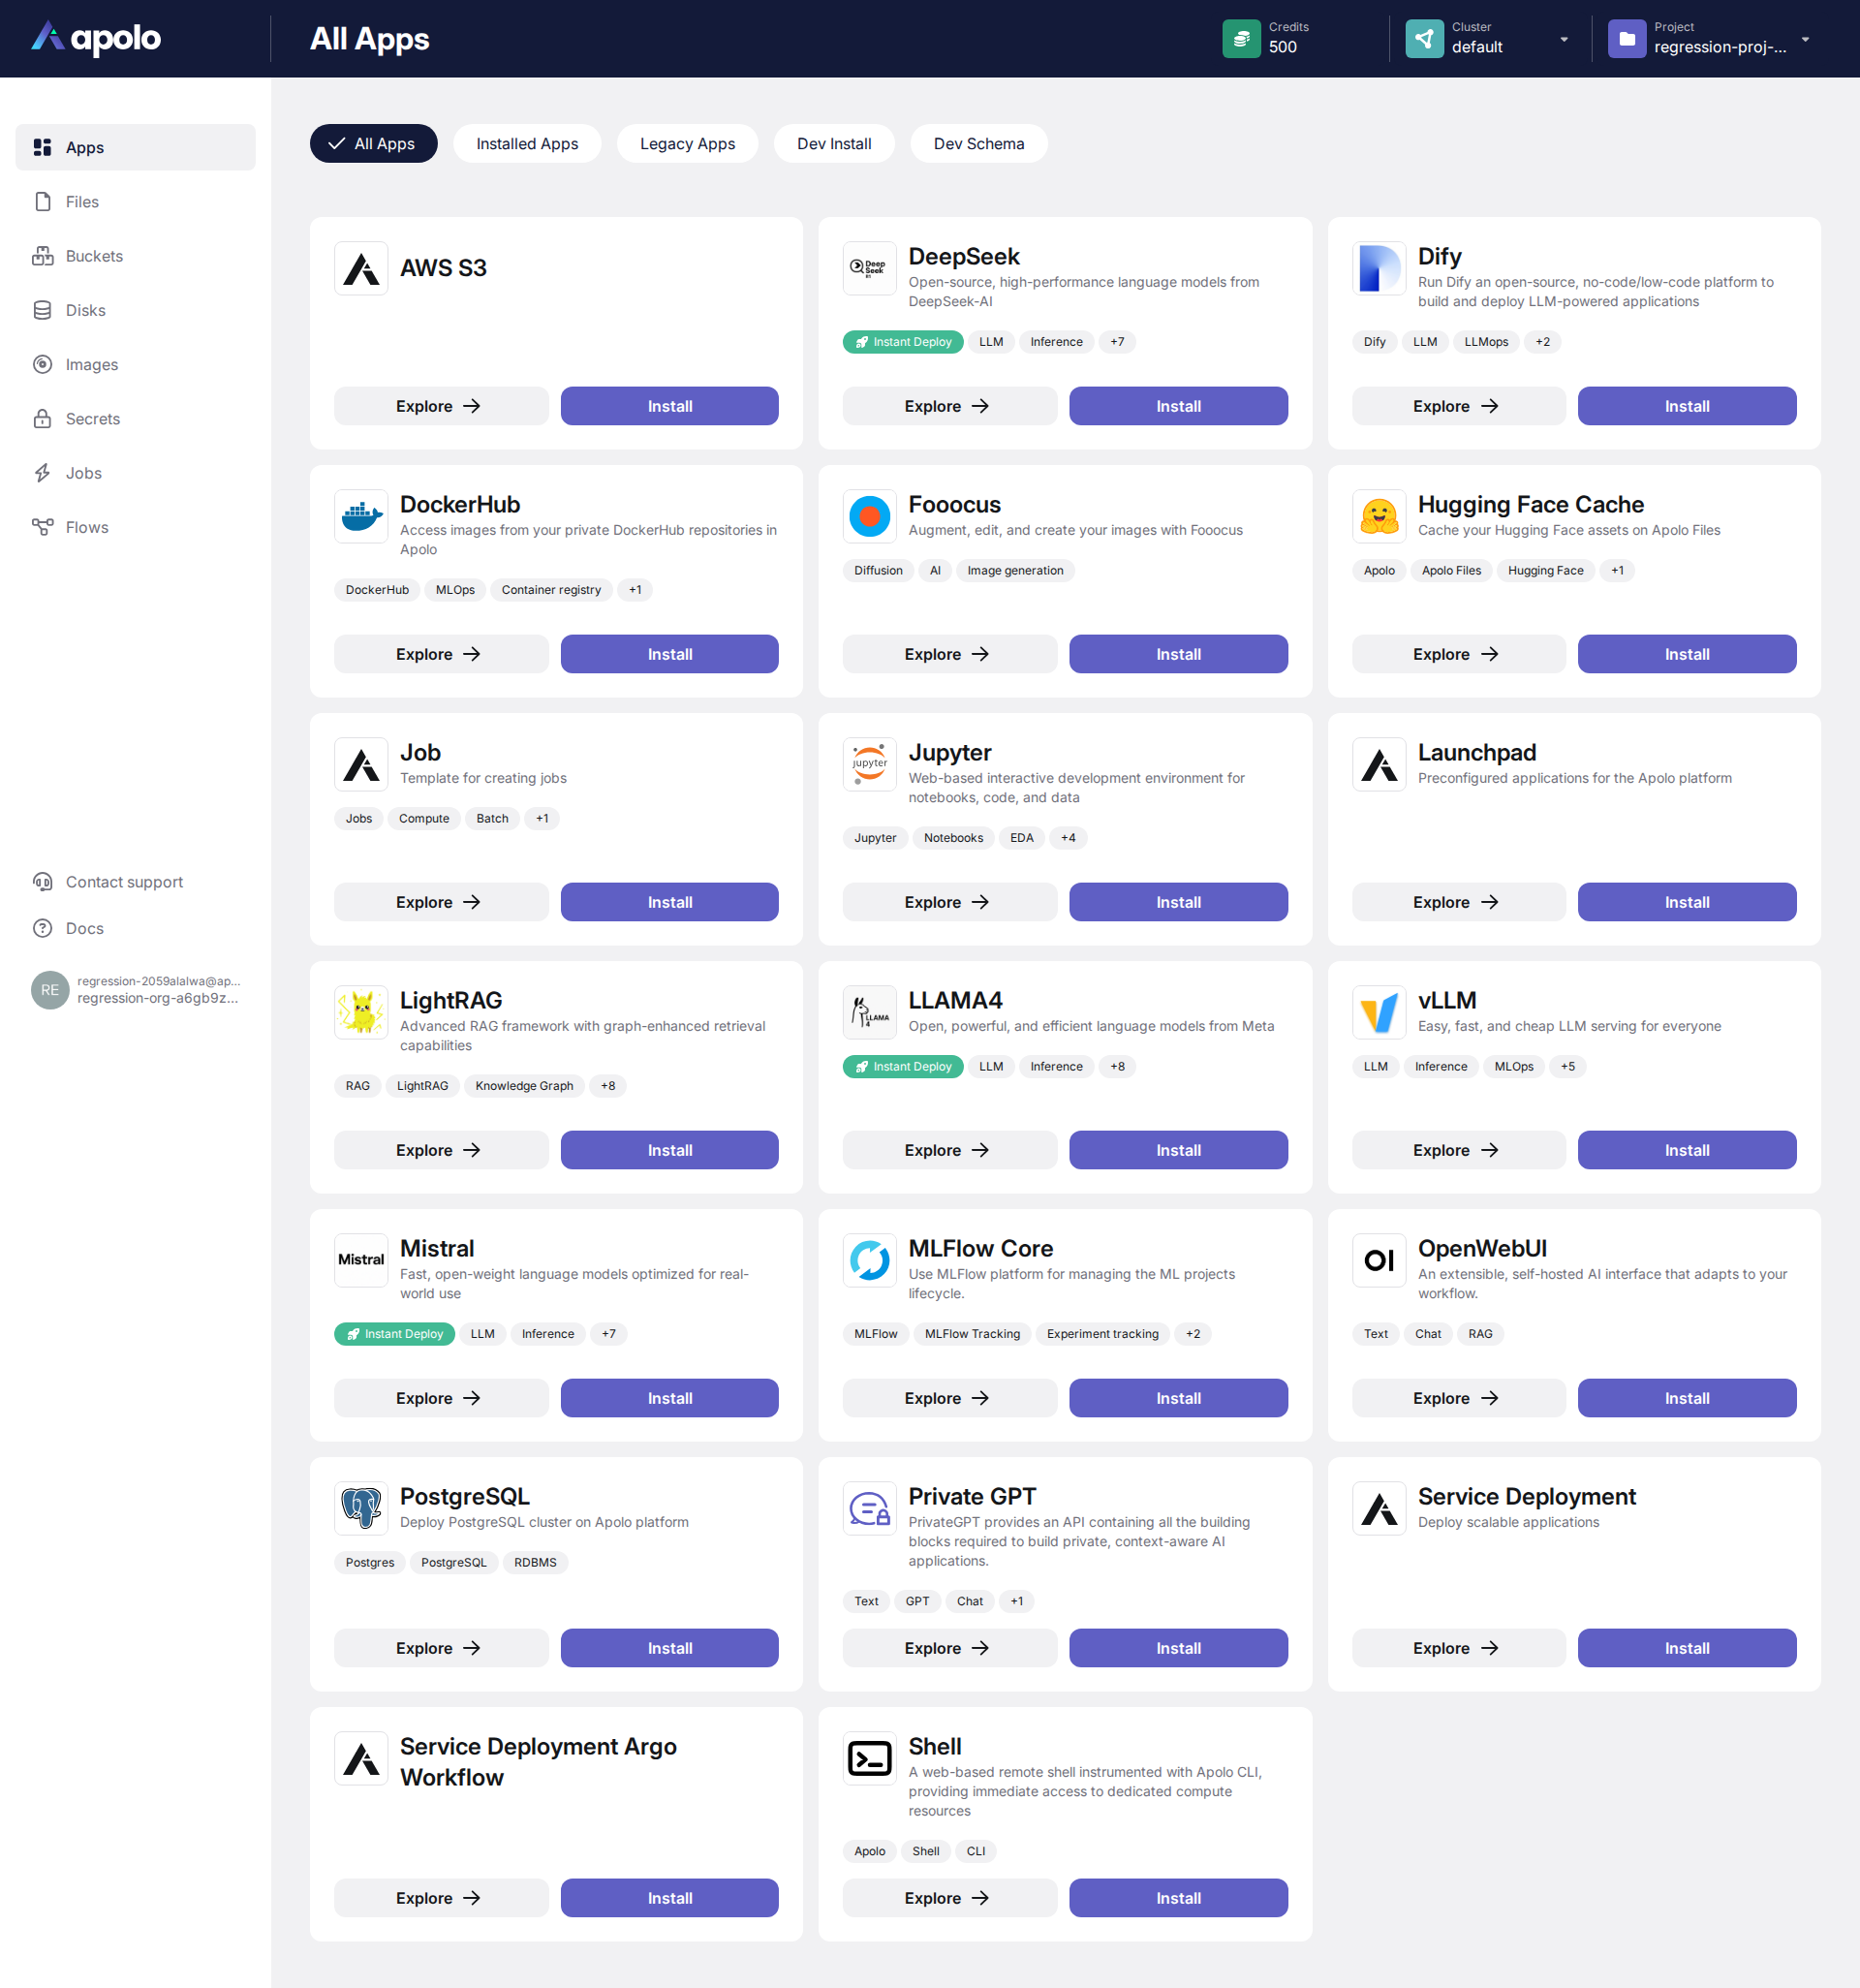 apolo
All Apps
Credits
500
Cluster
default
Project
regression-proj-...
Apps
Files
Buckets
Disks
Images
Secrets
Jobs
Flows
Contact support
Docs
RE
regression-2059alalwa@ap...
regression-org-a6gb9z...
All Apps
Installed Apps
Legacy Apps
Dev Install
Dev Schema
AWS S3
Explore
Install
Deep
Seek
R1
DeepSeek
Open-source, high-performance language models from
DeepSeek-AI
Instant Deploy
LLM
Inference
+7
Explore
Install
Dify
Run Dify an open-source, no-code/low-code platform to
build and deploy LLM-powered applications
Dify
LLM
LLMops
+2
Explore
Install
DockerHub
Access images from your private DockerHub repositories in
Apolo
DockerHub
MLOps
Container registry
+1
Explore
Install
Fooocus
Augment, edit, and create your images with Fooocus
Diffusion
AI
Image generation
Explore
Install
Hugging Face Cache
Cache your Hugging Face assets on Apolo Files
Apolo
Apolo Files
Hugging Face
+1
Explore
Install
Job
Template for creating jobs
Jobs
Compute
Batch
+1
Explore
Install
jupyter
Jupyter
Web-based interactive development environment for
notebooks, code, and data
Jupyter
Notebooks
EDA
+4
Explore
Install
Launchpad
Preconfigured applications for the Apolo platform
Explore
Install
LightRAG
Advanced RAG framework with graph-enhanced retrieval
capabilities
RAG
LightRAG
Knowledge Graph
+8
Explore
Install
LLAMA
4
LLAMA4
Open, powerful, and efficient language models from Meta
Instant Deploy
LLM
Inference
+8
Explore
Install
vLLM
Easy, fast, and cheap LLM serving for everyone
LLM
Inference
MLOps
+5
Explore
Install
Mistral
Mistral
Fast, open-weight language models optimized for real-
world use
Instant Deploy
LLM
Inference
+7
Explore
Install
MLFlow Core
Use MLFlow platform for managing the ML projects
lifecycle.
MLFlow
MLFlow Tracking
Experiment tracking
+2
Explore
Install
OI
OpenWebUI
An extensible, self-hosted AI interface that adapts to your
workflow.
Text
Chat
RAG
Explore
Install
PostgreSQL
Deploy PostgreSQL cluster on Apolo platform
Postgres
PostgreSQL
RDBMS
Explore
Install
Private GPT
PrivateGPT provides an API containing all the building
blocks required to build private, context-aware AI
applications.
Text
GPT
Chat
+1
Explore
Install
Service Deployment
Deploy scalable applications
Explore
Install
Service Deployment Argo
Workflow
Explore
Install
Shell
A web-based remote shell instrumented with Apolo CLI,
providing immediate access to dedicated compute
resources
Apolo
Shell
CLI
Explore
Install